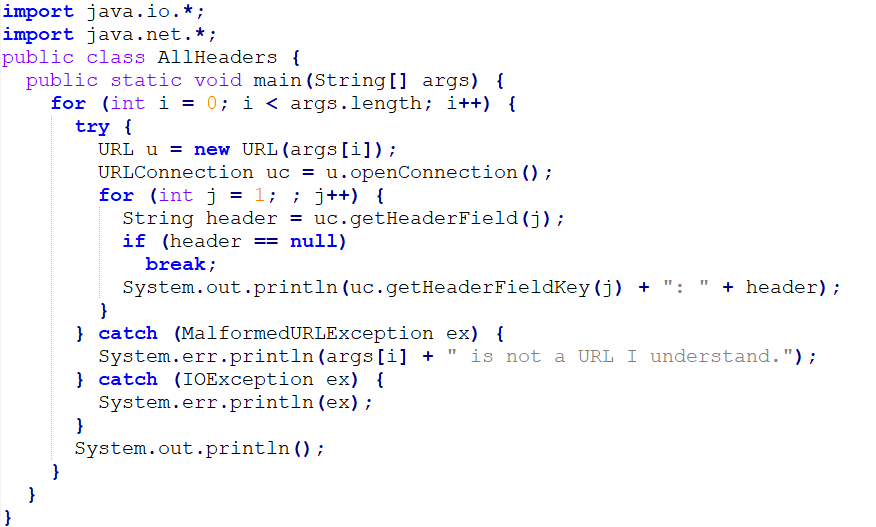 import java.io.*;
import java.net.*;
public class AllHeaders {
  public static void main(String[] args) {
    for (int i = 0; i < args.length; i++) {
      try {
        URL u = new URL(args[i]);
        URLConnection uc = u.openConnection();
        for (int j = 1; ; j++) {
          String header = uc.getHeaderField(j);
          if (header == null)
            break;
          System.out.println(uc.getHeaderFieldKey(j) + ": " + header);
        }
      } catch (MalformedURLException ex) {
        System.err.println(args[i] + " is not a URL I understand.");
      } catch (IOException ex) {
        System.err.println(ex);
      }
      System.out.println();
    }
  }
}